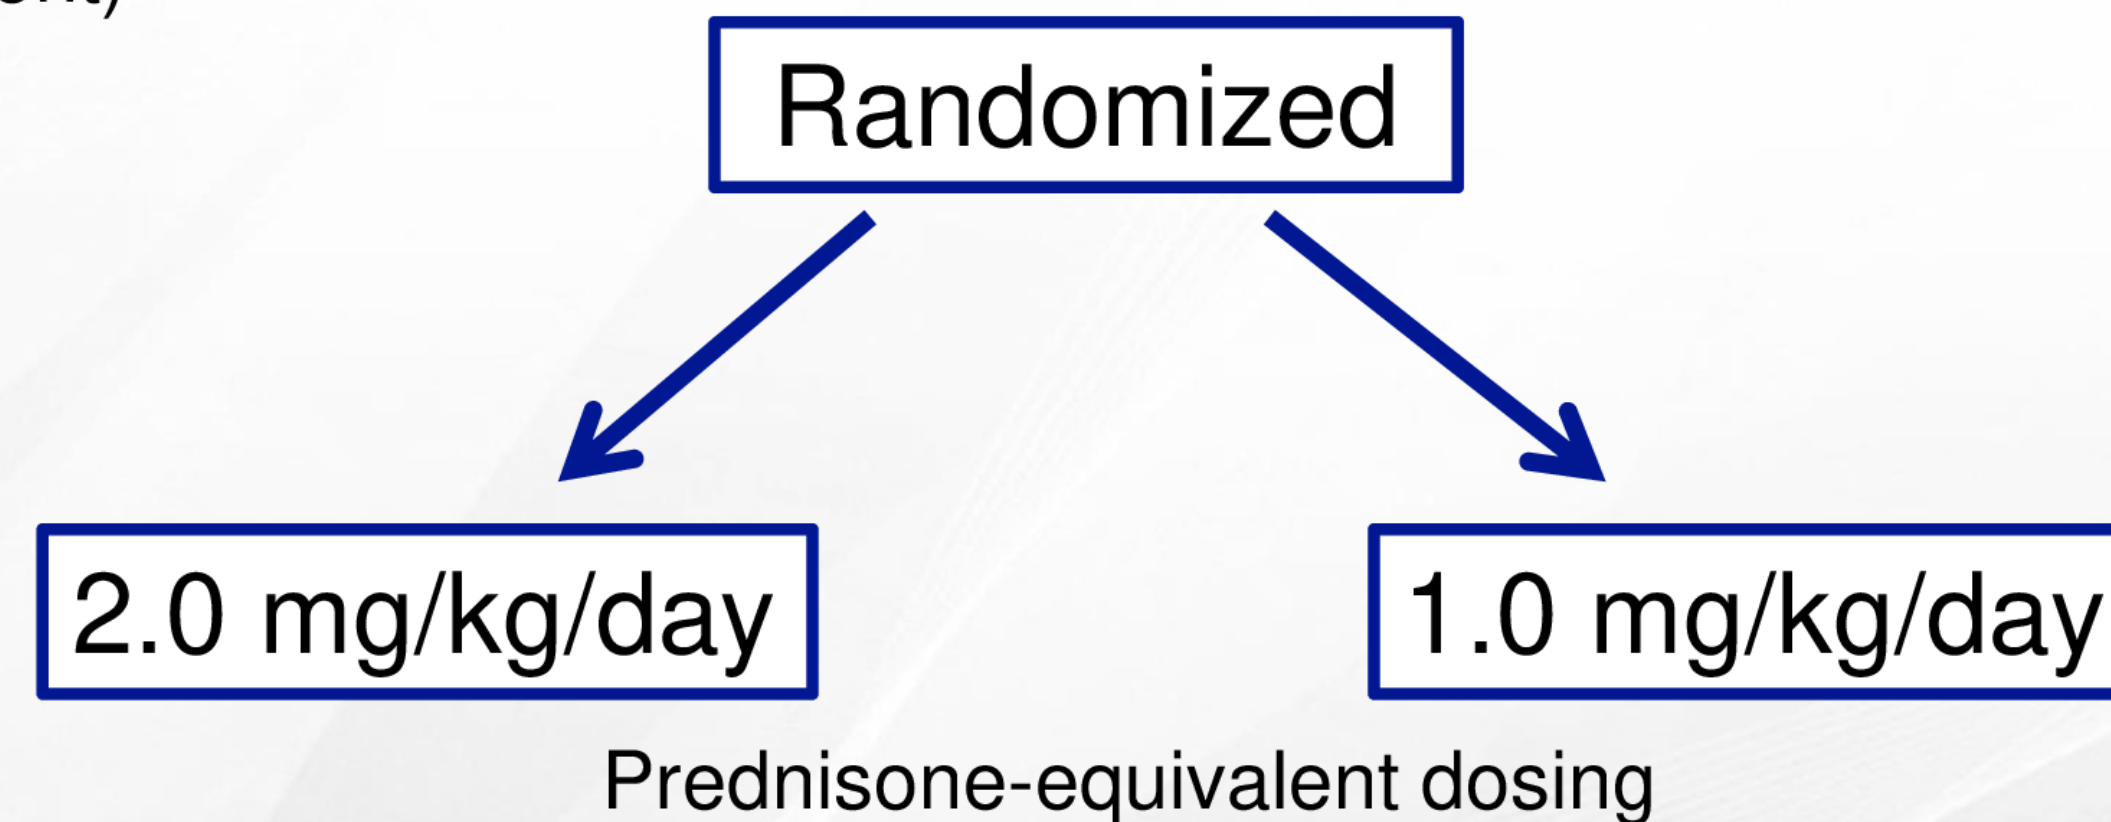 Randomized
2.0 mg/kg/day
1.0 mg/kg/day
Prednisone-equivalent dosing